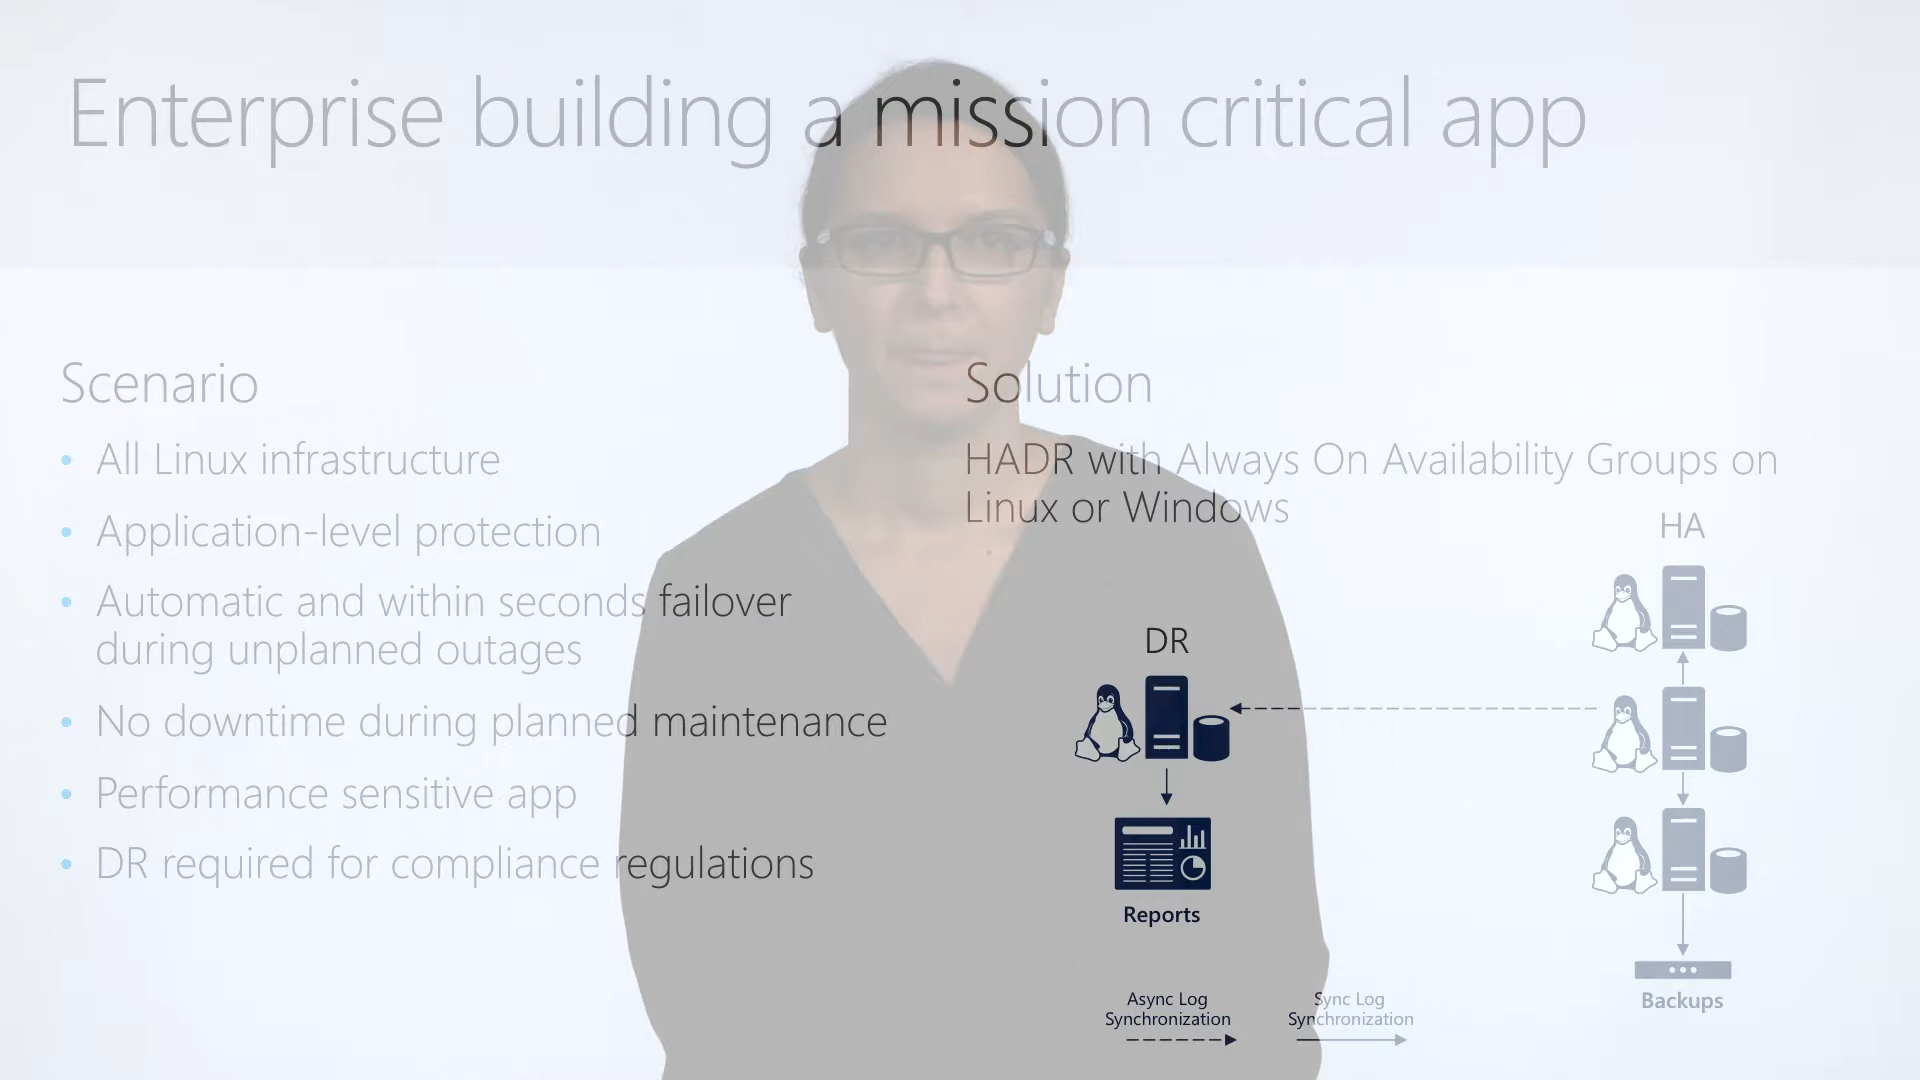 Enterprise building a mission critical app
Scenario
• All Linux infrastructure
• Application-level protection
• Automatic and within seconds failover
during unplanned outages
• No downtime during planned maintenance
• Performance sensitive app
• DR required for compliance regulations
Solution
HADR with Always On Availability Groups on
Linux or Windows
HA
DR
Reports
Backups
Async Log
Synchronization
Sync Log
Synchronization